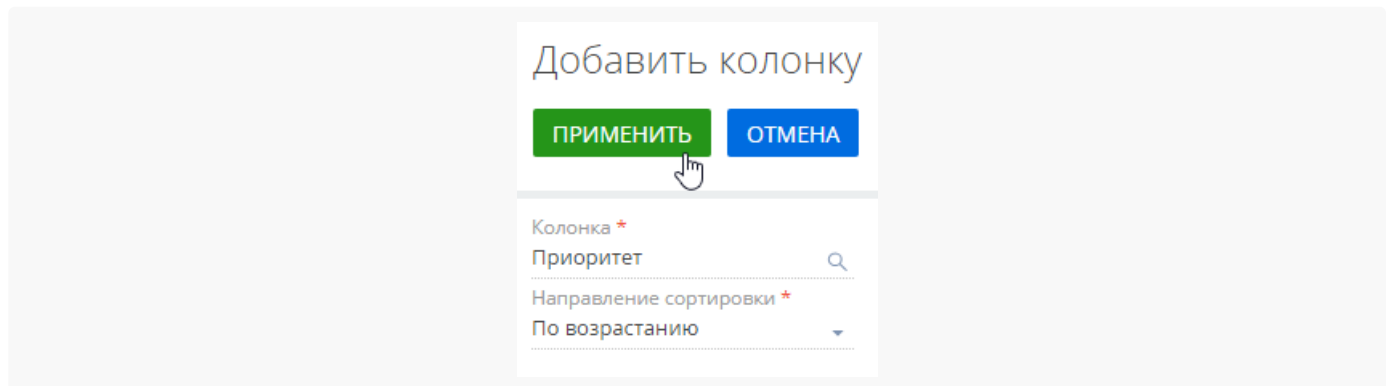 Добавить колонку
ПРИМЕНИТЬ ОТМЕНА
Колонка *
Приоритет
Направление сортировки *
По возрастанию